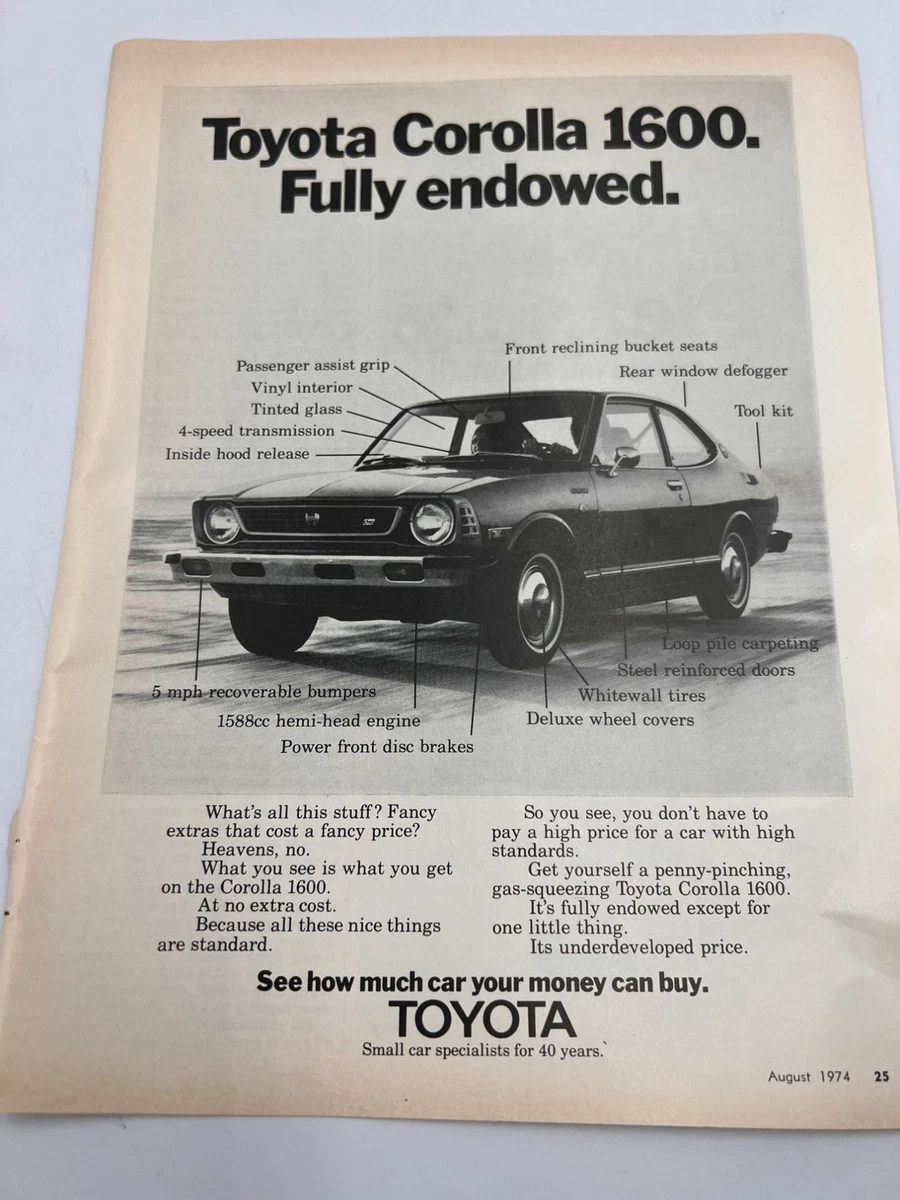 Toyota Corolla 1600.
Fully endowed.
Front reclining bucket seats
Passenger assist grip
Rear window defogger
Vinyl interior
Tinted glass
Tool kit
4-speed transmission
Inside hood release
Loop pile carpeting
Steel reinforced doors
5 mph recoverable bumpers
Whitewall tires
1588cc hemi-head engine
Deluxe wheel covers
Power front disc brakes
What's all this stuff? Fancy
extras that cost a fancy price?
Heavens, no.
What you see is what you get
on the Corolla 1600.
At no extra cost.
Because all these nice things
are standard.
So you see, you don't have to
pay a high price for a car with high
standards.
Get yourself a penny-pinching,
gas-squeezing Toyota Corolla 1600.
It's fully endowed except for
one little thing.
Its underdeveloped price.
See how much car your money can buy.
TOYOTA
Small car specialists for 40 years.
August 1974 25